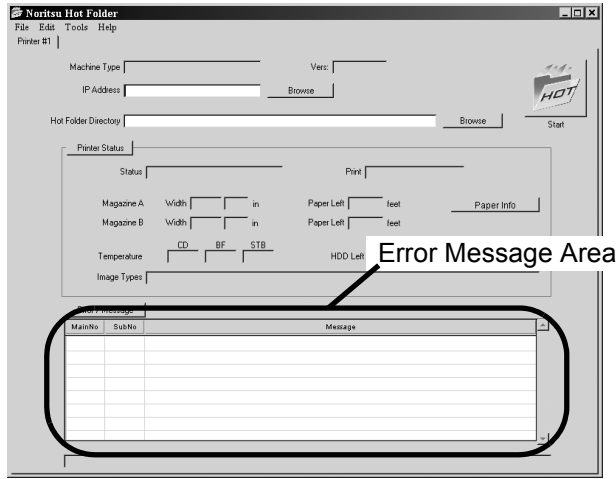 Noritsu Hot Folder
File Edit Tools Help
Printer #1
Machine Type Vers:
IP Address Browse
HOT
Hot Folder Directory Browse Start
Printer Status
Status Print
Magazine A Width in Paper Left feet Paper Info
Magazine B Width in Paper Left feet
CD BF STB
Temperature HDD Left
Error Message Area
Image Types
Error / Message
MainNo SubNo Message